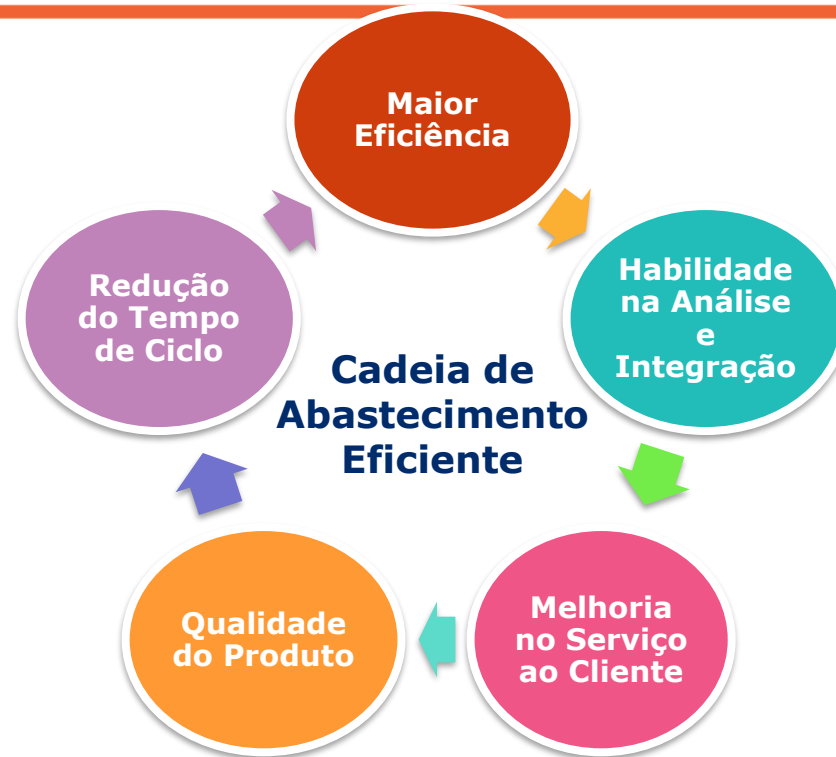 Maior
Eficiência
Habilidade
na Análise
e
Integração
Melhoria
no Serviço
ao Cliente
Qualidade
do Produto
Redução
do Tempo
de Ciclo
Cadeia de
Abastecimento
Eficiente